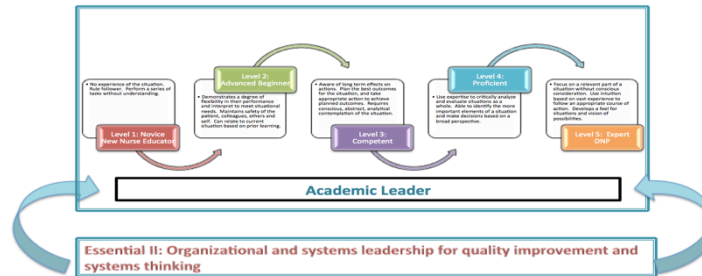 • No experience of the situation.
Rule follower. Perform a series of
tasks without understanding.
Level 1: Novice
New Nurse Educator
Level 2:
Advanced Beginner
• Demonstrates a degree of
flexibility in their performance
and interpret to meet situational
needs. Maintains safety of the
patient, colleagues, others and
self. Can relate to current
situation based on prior learning.
• Aware of long term effects on
actions. Plan the best outcomes
for the situation, and take
appropriate action to achieve
planned outcomes. Requires
conscious, abstract, analytical
contemplation of the situation.
Level 3:
Competent
Level 4:
Proficient
• Use expertise to critically analyze
and evaluate situations as a
whole. Able to identify the more
important elements of a situation
and make decisions based on a
broad perspective.
• Focus on a relevant part of a
situation without conscious
consideration. Use intuition
based on vast experience to
follow an appropriate course of
action. Develops a feel for
situations and vision of
possibilities.
Level 5: Expert
DNP
Academic Leader
Essential II: Organizational and systems leadership for quality improvement and
systems thinking